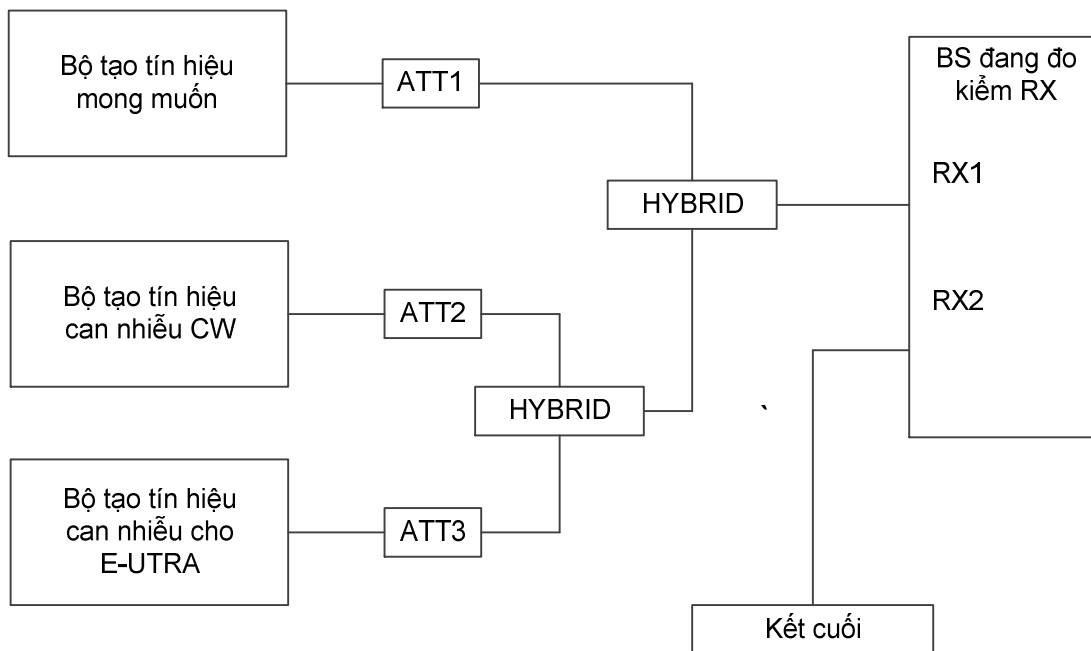 Bộ tạo tín hiệu
mong muốn
ATT1
BS đang đo
kiểm RX
RX1
HYBRID
Bộ tạo tín hiệu
can nhiễu CW
ATT2
RX2
HYBRID
Bộ tạo tín hiệu
can nhiễu cho
E-UTRA
ATT3
Kết cuối